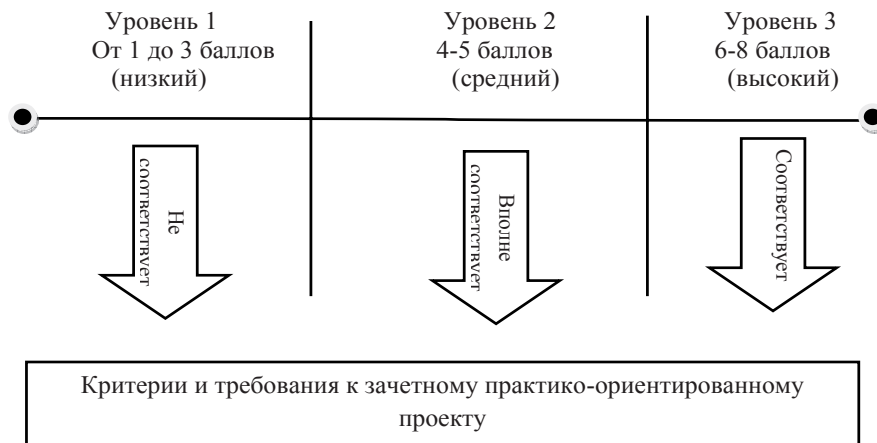 Уровень 1
От 1 до 3 баллов
(низкий)
Уровень 2
4-5 баллов
(средний)
Уровень 3
6-8 баллов
(высокий)
Не
соответствует
Вполне
соответствует
Соответствует
Критерии и требования к зачетному практико-ориентированному
проекту